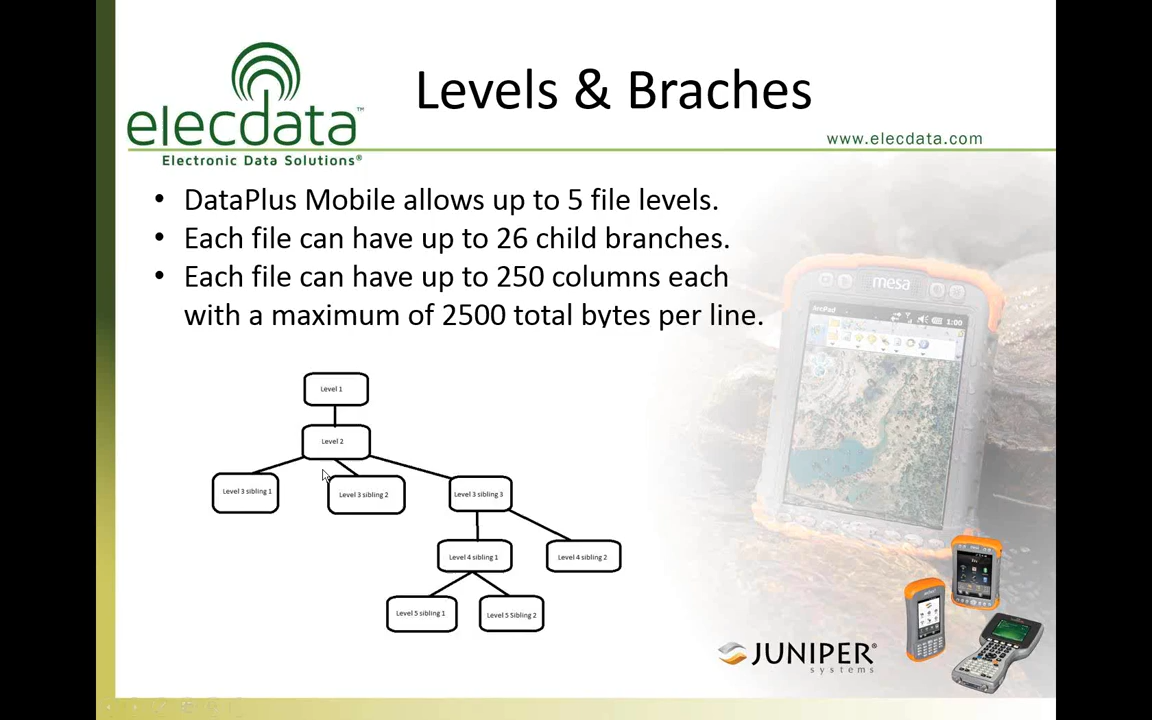 Levels & Braches
elecdata™
Electronic Data Solutions®
www.elecdata.com
• DataPlus Mobile allows up to 5 file levels.
• Each file can have up to 26 child branches.
• Each file can have up to 250 columns each
with a maximum of 2500 total bytes per line.
mesa
ArcPad
1:00
Level 1
Level 2
Level 3 sibling 1
Level 3 sibling 2
Level 3 sibling 3
Level 4 sibling 1
Level 4 sibling 2
Level 5 sibling 1
Level 5 Sibling 2
JUNIPER®
systems